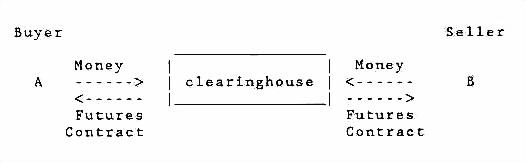 Buyer Seller
Money Money
A ------> clearinghouse <------ B
<------ ------>
Futures Futures
Contract Contract